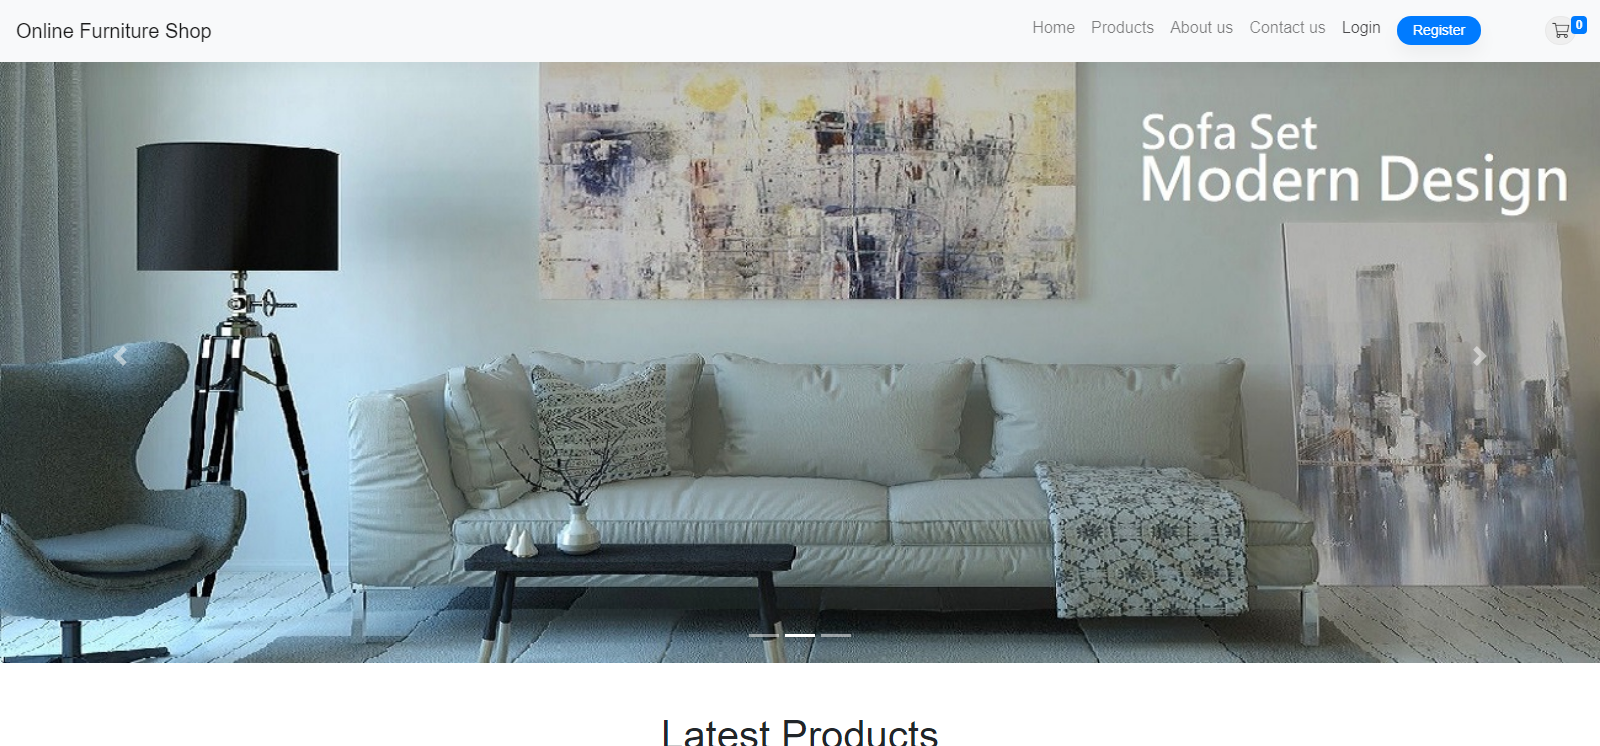 Online Furniture Shop
Home Products About us Contact us Login Register 0
Sofa Set
Modern Design
Latest Products